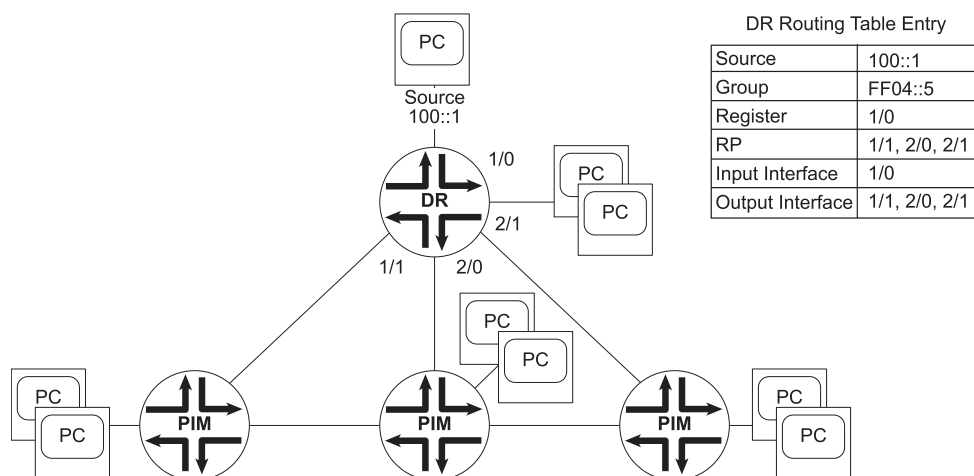 PC
Source
100::1
1/0
DR
2/1
1/1
2/0
PC
PC
PC
PC
PC
PC
PIM
PIM
PIM
PC
PC
DR Routing Table Entry
Source 100::1
Group FF04::5
Register 1/0
RP 1/1, 2/0, 2/1
Input Interface 1/0
Output Interface 1/1, 2/0, 2/1